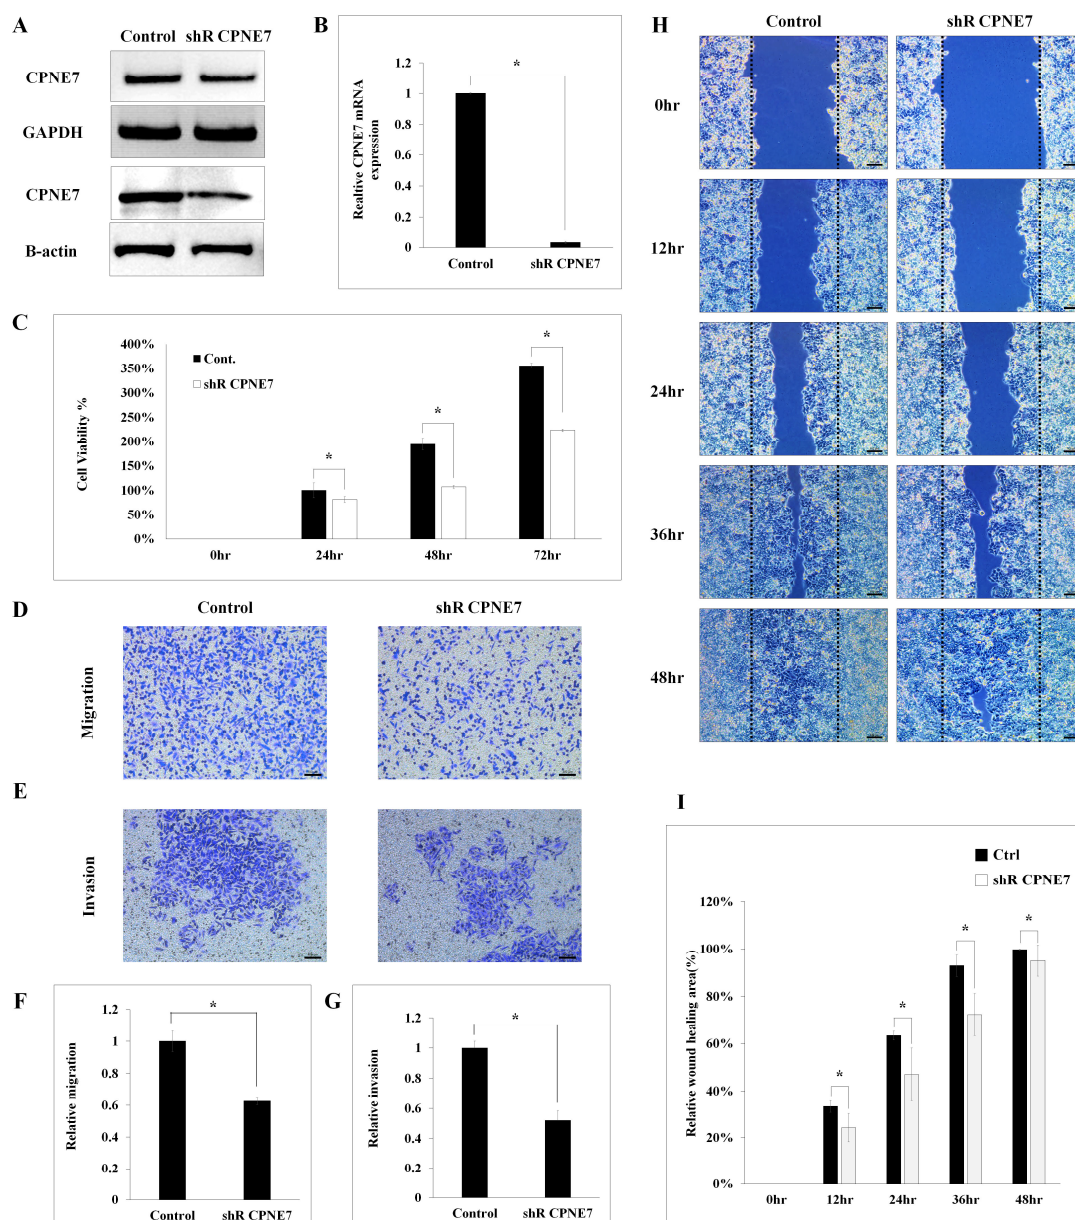 A
Control shR CPNE7
CPNE7
GAPDH
CPNE7
B-actin
B
Realtive CPNE7 mRNA
expression
1.2
1
0.8
0.6
0.4
0.2
0
*
Control shR CPNE7
C
Cell Viability %
400%
350%
300%
250%
200%
150%
100%
50%
0%
Cont.
shR CPNE7
*
*
*
0hr 24hr 48hr 72hr
D
Control shR CPNE7
Migration
E
Invasion
F
Relative migration
1.2
1
0.8
0.6
0.4
0.2
0
*
Control shR CPNE7
G
Relative invasion
1.2
1
0.8
0.6
0.4
0.2
0
*
Control shR CPNE7
H
Control shR CPNE7
0hr
12hr
24hr
36hr
48hr
I
Ctrl
shR CPNE7
Relative wound healing area(%)
120%
100%
80%
60%
40%
20%
0%
*
*
*
*
0hr 12hr 24hr 36hr 48hr